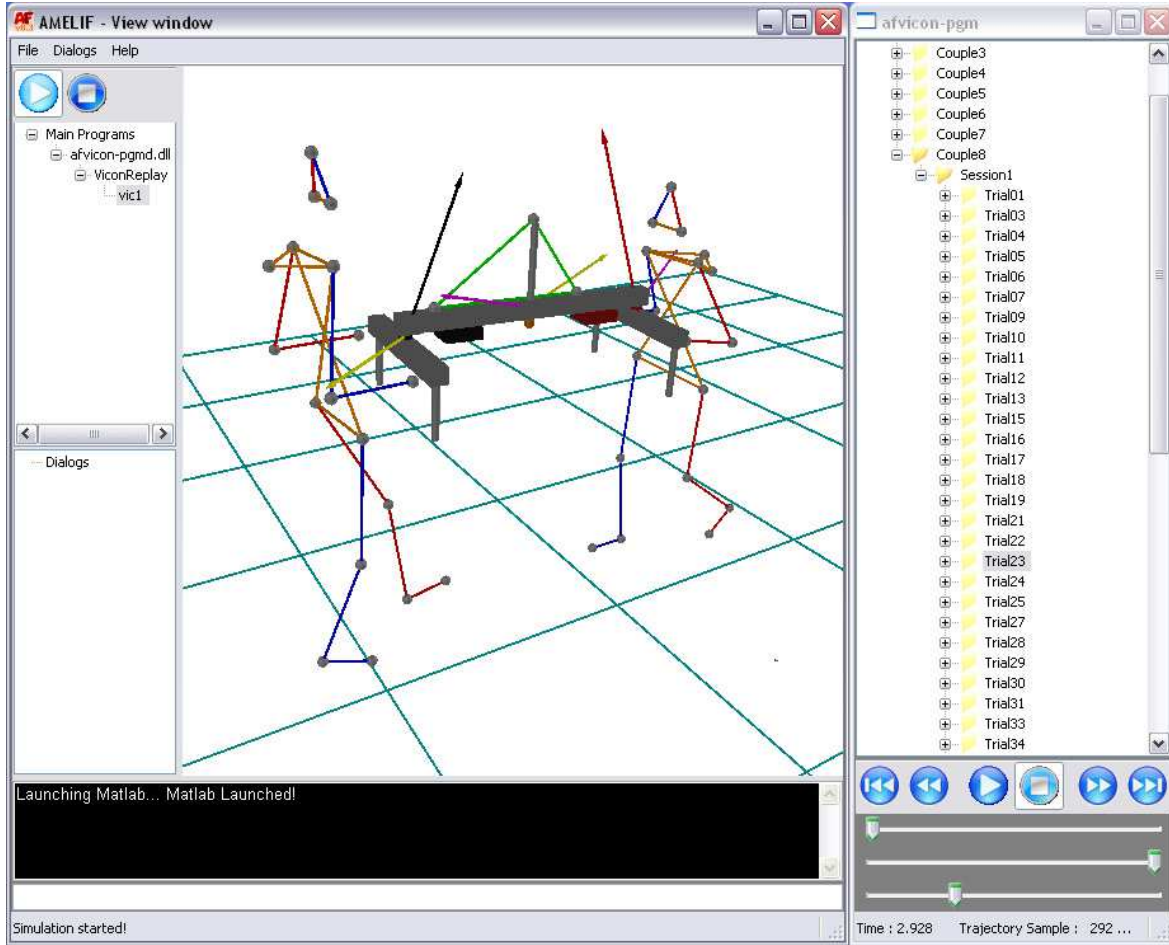 AMELIF - View window
File Dialogs Help
Main Programs
afvicon-pgmd.dll
ViconReplay
vic1
Dialogs
Launching Matlab... Matlab Launched!
Simulation started!
afvicon-pgm
Couple3
Couple4
Couple5
Couple6
Couple7
Couple8
Session1
Trial01
Trial03
Trial04
Trial05
Trial06
Trial07
Trial09
Trial10
Trial11
Trial12
Trial13
Trial15
Trial16
Trial17
Trial18
Trial19
Trial21
Trial22
Trial23
Trial24
Trial25
Trial27
Trial28
Trial29
Trial30
Trial31
Trial33
Trial34
Time : 2.928 Trajectory Sample : 292 ...